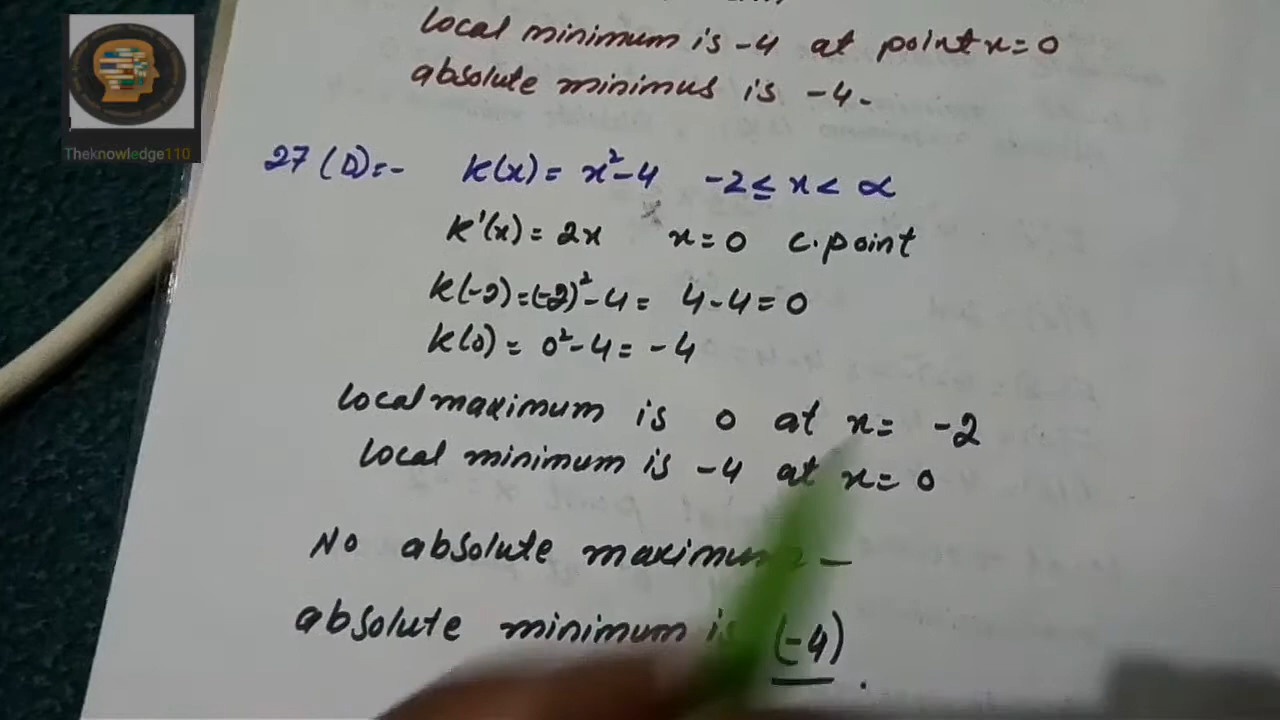 local minimum is -4 at point x=0
absolute minimus is -4.
Theknowledge110
27 (D):- K(x) = x²-4 -2 ≤ x < α
K'(x) = 2x x=0 C.point
K(-2)=(-2)²-4= 4-4=0
K(0) = 0²-4= -4
local maximum is 0 at x= -2
local minimum is -4 at x= 0
No absolute maximum -
absolute minimum is (-4) .